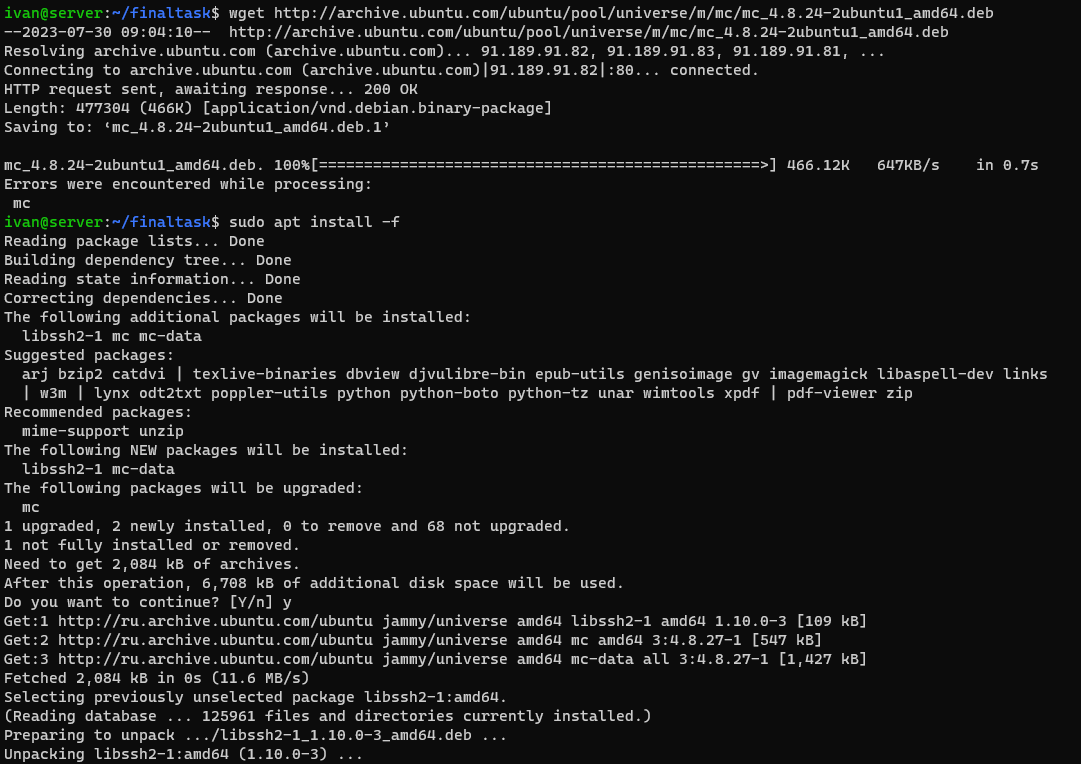 ivan@server:~/finaltask$ wget http://archive.ubuntu.com/ubuntu/pool/universe/m/mc/mc_4.8.24-2ubuntu1_amd64.deb
--2023-07-30 09:04:10--  http://archive.ubuntu.com/ubuntu/pool/universe/m/mc/mc_4.8.24-2ubuntu1_amd64.deb
Resolving archive.ubuntu.com (archive.ubuntu.com)... 91.189.91.82, 91.189.91.83, 91.189.91.81, ...
Connecting to archive.ubuntu.com (archive.ubuntu.com)|91.189.91.82|:80... connected.
HTTP request sent, awaiting response... 200 OK
Length: 477304 (466K) [application/vnd.debian.binary-package]
Saving to: ‘mc_4.8.24-2ubuntu1_amd64.deb.1’
mc_4.8.24-2ubuntu1_amd64.deb. 100%[=================================================>] 466.12K   647KB/s    in 0.7s
Errors were encountered while processing:
 mc
ivan@server:~/finaltask$ sudo apt install -f
Reading package lists... Done
Building dependency tree... Done
Reading state information... Done
Correcting dependencies... Done
The following additional packages will be installed:
  libssh2-1 mc mc-data
Suggested packages:
  arj bzip2 catdvi | texlive-binaries dbview djvulibre-bin epub-utils genisoimage gv imagemagick libaspell-dev links
  | w3m | lynx odt2txt poppler-utils python python-boto python-tz unar wimtools xpdf | pdf-viewer zip
Recommended packages:
  mime-support unzip
The following NEW packages will be installed:
  libssh2-1 mc-data
The following packages will be upgraded:
  mc
1 upgraded, 2 newly installed, 0 to remove and 68 not upgraded.
1 not fully installed or removed.
Need to get 2,084 kB of archives.
After this operation, 6,708 kB of additional disk space will be used.
Do you want to continue? [Y/n] y
Get:1 http://ru.archive.ubuntu.com/ubuntu jammy/universe amd64 libssh2-1 amd64 1.10.0-3 [109 kB]
Get:2 http://ru.archive.ubuntu.com/ubuntu jammy/universe amd64 mc amd64 3:4.8.27-1 [547 kB]
Get:3 http://ru.archive.ubuntu.com/ubuntu jammy/universe amd64 mc-data all 3:4.8.27-1 [1,427 kB]
Fetched 2,084 kB in 0s (11.6 MB/s)
Selecting previously unselected package libssh2-1:amd64.
(Reading database ... 125961 files and directories currently installed.)
Preparing to unpack .../libssh2-1_1.10.0-3_amd64.deb ...
Unpacking libssh2-1:amd64 (1.10.0-3) ...